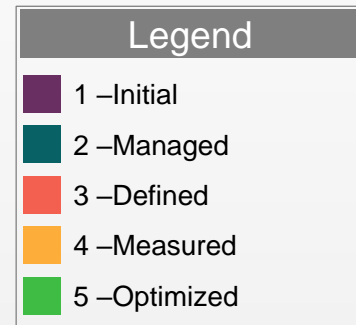 Legend
1 –Initial
2 –Managed
3 –Defined
4 –Measured
5 –Optimized